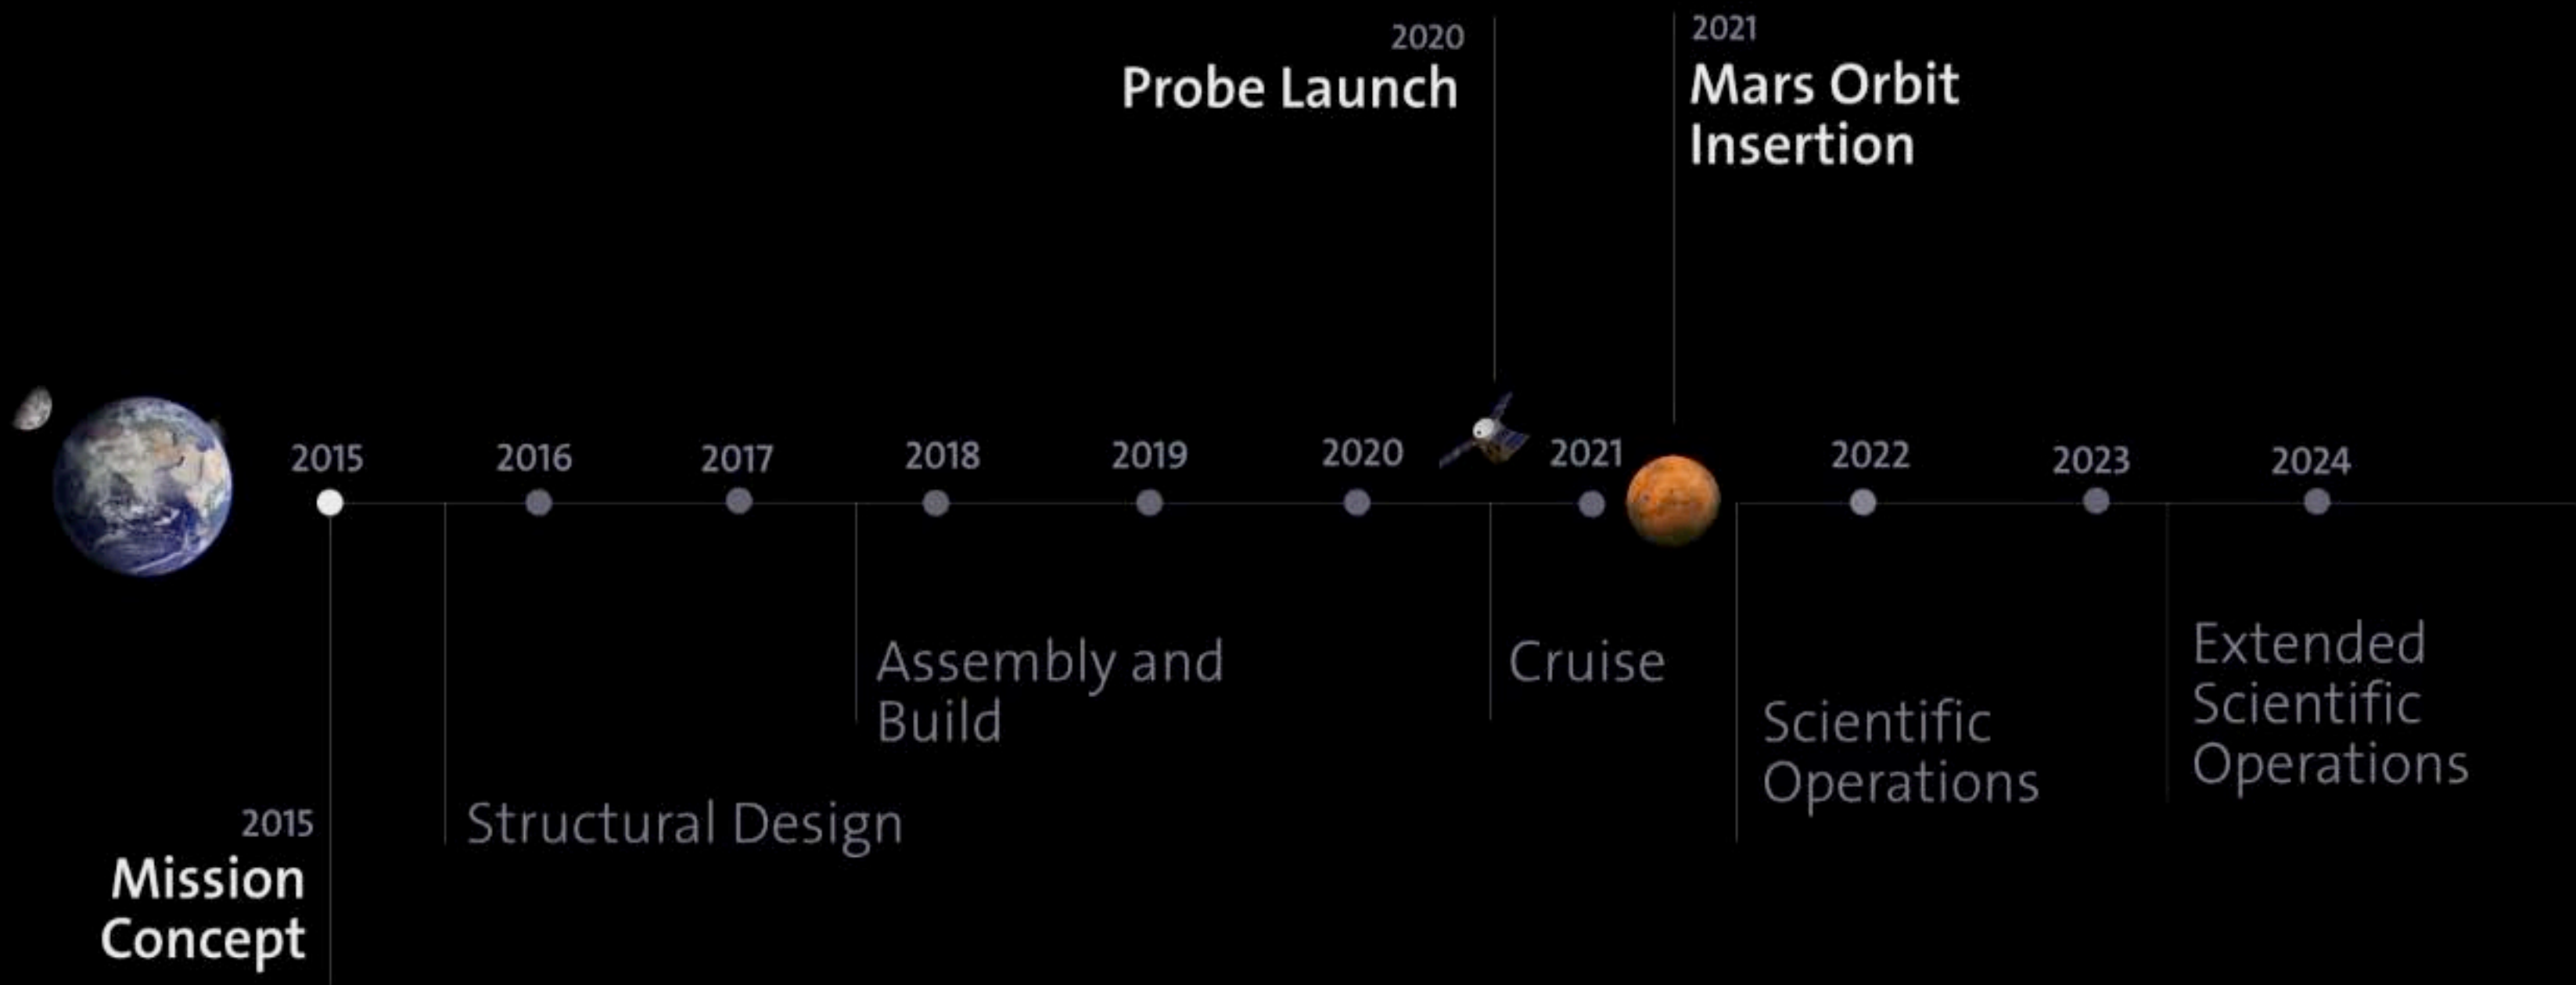 2020
Probe Launch
2021
Mars Orbit
Insertion
2015
2016
2017
2018
2019
2020
2021
2022
2023
2024
Assembly and
Build
Cruise
Scientific
Operations
Extended
Scientific
Operations
Structural Design
2015
Mission
Concept